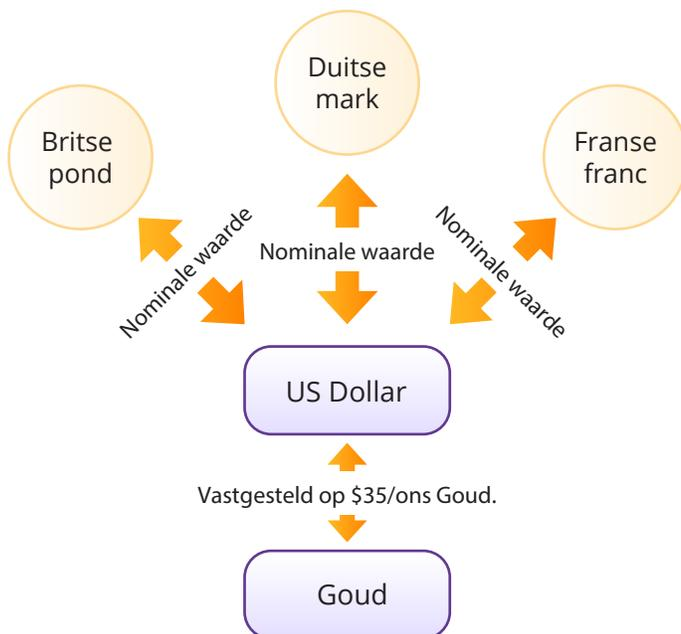 Duitse
mark
Britse
pond
Franse
franc
Nominale waarde
Nominale waarde
Nominale waarde
US Dollar
Vastgesteld op $35/ons Goud.
Goud